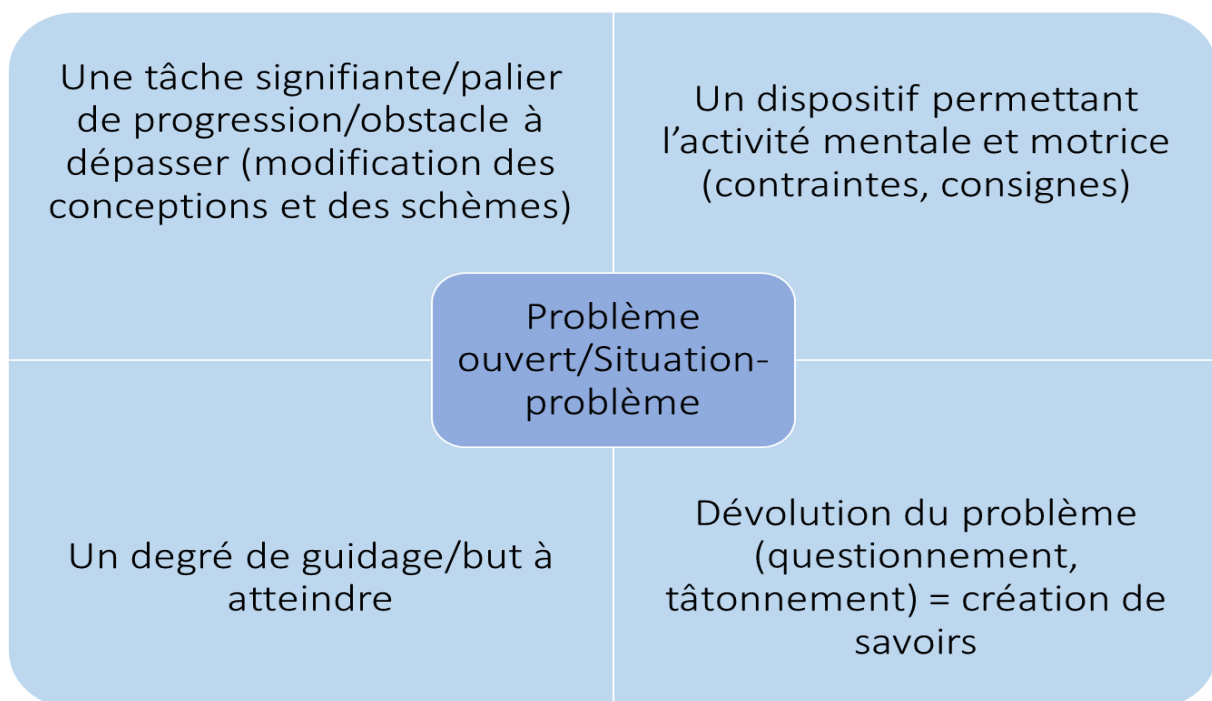 Une tâche signifiante/palier
de progression/obstacle à
dépasser (modification des
conceptions et des schèmes)
Un dispositif permettant
l’activité mentale et motrice
(contraintes, consignes)
Problème
ouvert/Situation-
problème
Un degré de guidage/but à
atteindre
Dévolution du problème
(questionnement,
tâtonnement) = création de
savoirs